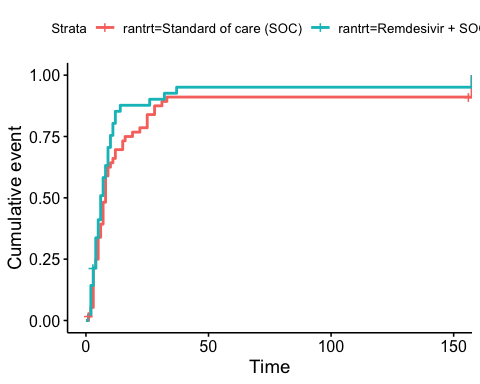 Strata rantrt=Standard of care (SOC) rantrt=Remdesivir + SO
1.00
0.75
0.50
0.25
0.00
Cumulative event
0 50 100 150
Time